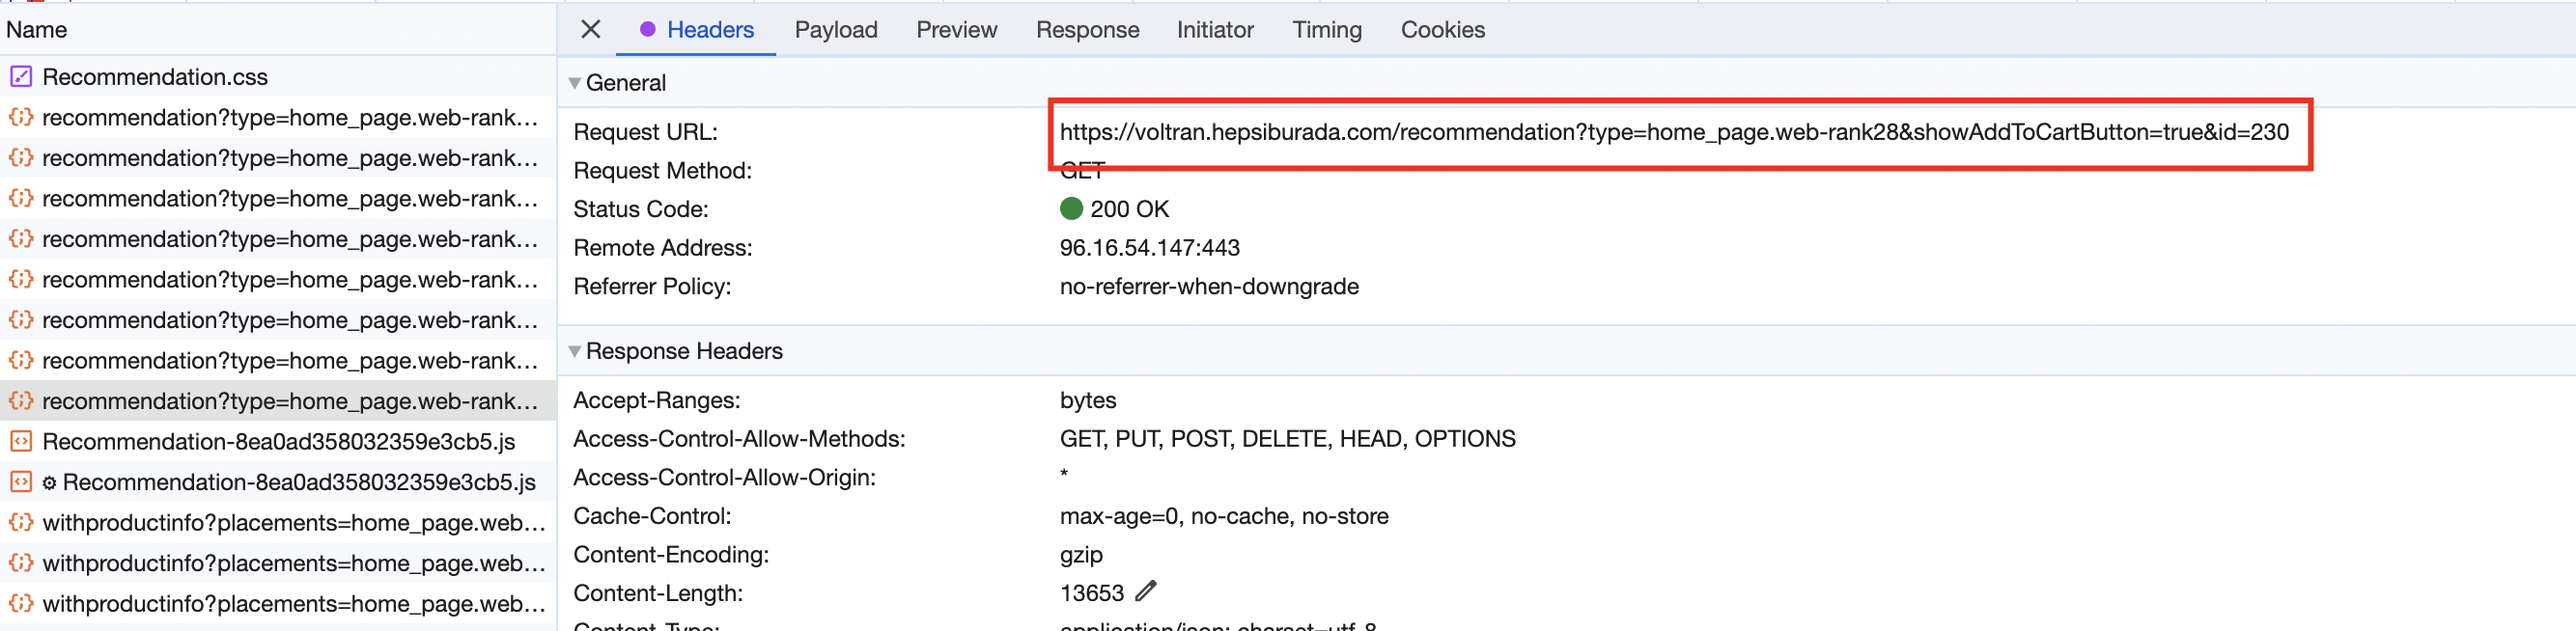 Name
Recommendation.css
recommendation?type=home_page.web-rank...
recommendation?type=home_page.web-rank...
recommendation?type=home_page.web-rank...
recommendation?type=home_page.web-rank...
recommendation?type=home_page.web-rank...
recommendation?type=home_page.web-rank...
recommendation?type=home_page.web-rank...
recommendation?type=home_page.web-rank...
Recommendation-8ea0ad358032359e3cb5.js
Recommendation-8ea0ad358032359e3cb5.js
withproductinfo?placements=home_page.web...
withproductinfo?placements=home_page.web...
withproductinfo?placements=home_page.web...
Headers Payload Preview Response Initiator Timing Cookies
General
Request URL: https://voltran.hepsiburada.com/recommendation?type=home_page.web-rank28&showAddToCartButton=true&id=230
Request Method: GET
Status Code: 200 OK
Remote Address: 96.16.54.147:443
Referrer Policy: no-referrer-when-downgrade
Response Headers
Accept-Ranges: bytes
Access-Control-Allow-Methods: GET, PUT, POST, DELETE, HEAD, OPTIONS
Access-Control-Allow-Origin: *
Cache-Control: max-age=0, no-cache, no-store
Content-Encoding: gzip
Content-Length: 13653
Content-Type: application/json; charset=utf-8